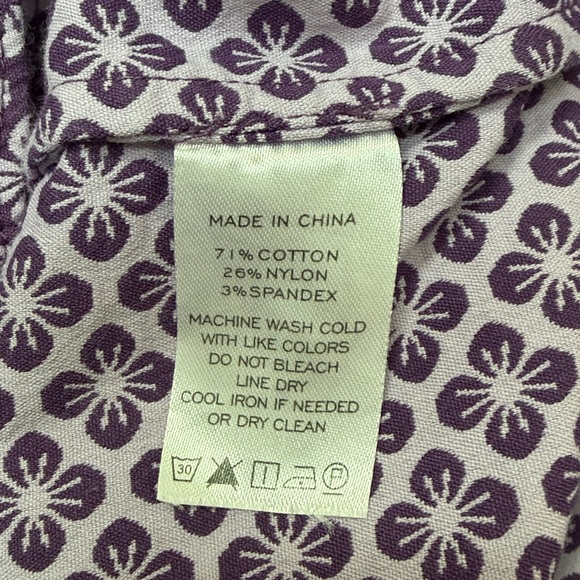 MADE IN CHINA
71% COTTON
26% NYLON
3% SPANDEX
MACHINE WASH COLD
WITH LIKE COLORS
DO NOT BLEACH
LINE DRY
COOL IRON IF NEEDED
OR DRY CLEAN
30 P